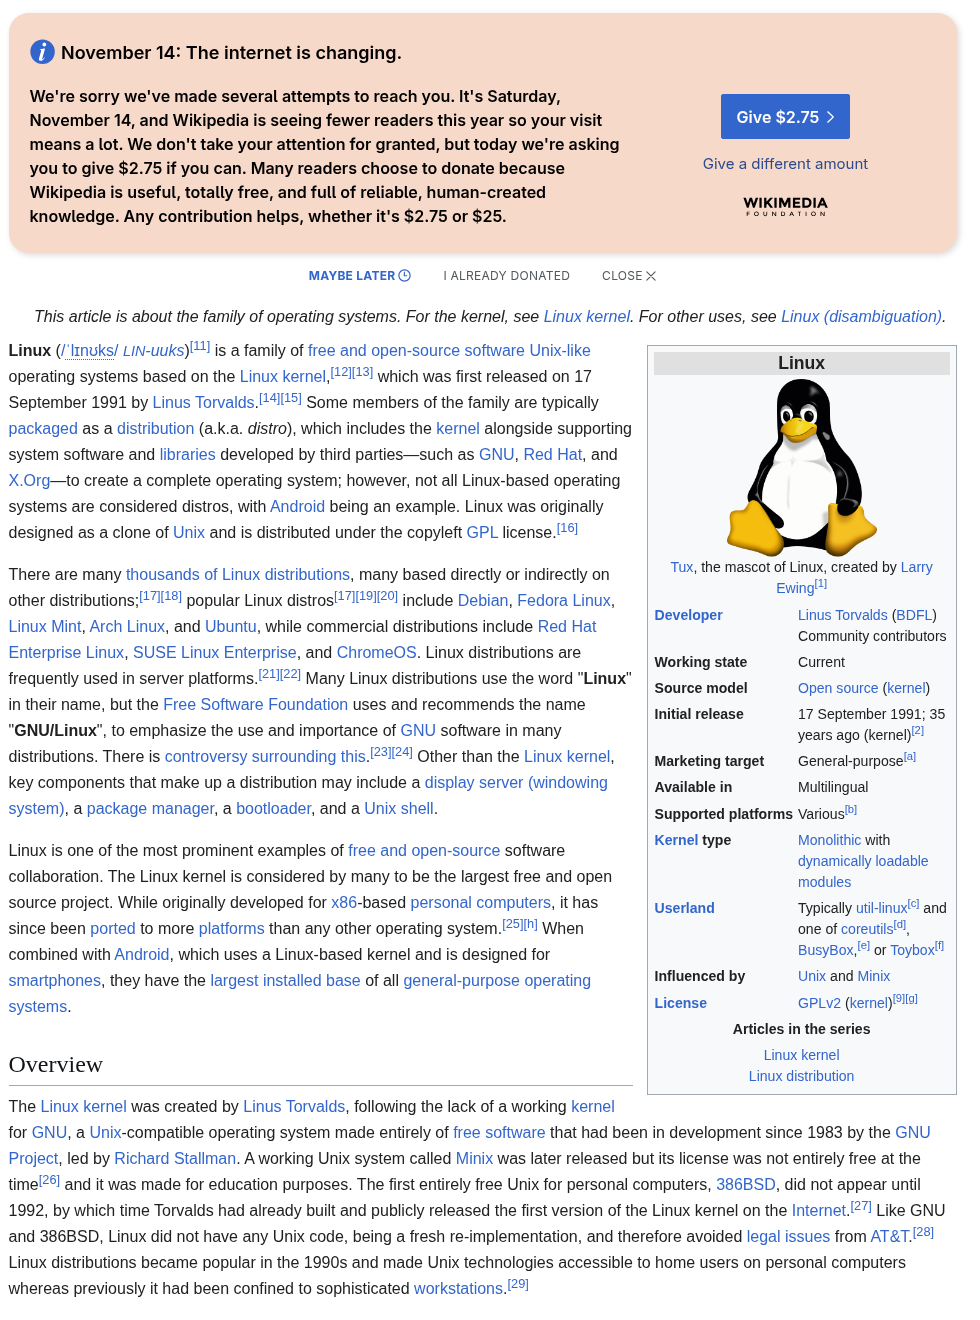 November 14: The internet is changing.
We're sorry we've made several attempts to reach you. It's Saturday,
November 14, and Wikipedia is seeing fewer readers this year so your visit
means a lot. We don't take your attention for granted, but today we're asking
you to give $2.75 if you can. Many readers choose to donate because
Wikipedia is useful, totally free, and full of reliable, human-created
knowledge. Any contribution helps, whether it's $2.75 or $25.
Give $2.75
Give a different amount
WIKIMEDIA
FOUNDATION
MAYBE LATER
I ALREADY DONATED
CLOSE
This article is about the family of operating systems. For the kernel, see Linux kernel. For other uses, see Linux (disambiguation).
Linux (/ˈlɪnʊks/ LIN-uuks)[11] is a family of free and open-source software Unix-like
operating systems based on the Linux kernel,[12][13] which was first released on 17
September 1991 by Linus Torvalds.[14][15] Some members of the family are typically
packaged as a distribution (a.k.a. distro), which includes the kernel alongside supporting
system software and libraries developed by third parties—such as GNU, Red Hat, and
X.Org—to create a complete operating system; however, not all Linux-based operating
systems are considered distros, with Android being an example. Linux was originally
designed as a clone of Unix and is distributed under the copyleft GPL license.[16]
There are many thousands of Linux distributions, many based directly or indirectly on
other distributions;[17][18] popular Linux distros[17][19][20] include Debian, Fedora Linux,
Linux Mint, Arch Linux, and Ubuntu, while commercial distributions include Red Hat
Enterprise Linux, SUSE Linux Enterprise, and ChromeOS. Linux distributions are
frequently used in server platforms.[21][22] Many Linux distributions use the word "Linux"
in their name, but the Free Software Foundation uses and recommends the name
"GNU/Linux", to emphasize the use and importance of GNU software in many
distributions. There is controversy surrounding this.[23][24] Other than the Linux kernel,
key components that make up a distribution may include a display server (windowing
system), a package manager, a bootloader, and a Unix shell.
Linux is one of the most prominent examples of free and open-source software
collaboration. The Linux kernel is considered by many to be the largest free and open
source project. While originally developed for x86-based personal computers, it has
since been ported to more platforms than any other operating system.[25][h] When
combined with Android, which uses a Linux-based kernel and is designed for
smartphones, they have the largest installed base of all general-purpose operating
systems.
Linux
Tux, the mascot of Linux, created by Larry
Ewing[1]
Developer Linus Torvalds (BDFL)
Community contributors
Working state Current
Source model Open source (kernel)
Initial release 17 September 1991; 35
years ago (kernel)[2]
Marketing target General-purpose[a]
Available in Multilingual
Supported platforms Various[b]
Kernel type Monolithic with
dynamically loadable
modules
Userland Typically util-linux[c] and
one of coreutils[d],
BusyBox,[e] or Toybox[f]
Influenced by Unix and Minix
License GPLv2 (kernel)[9][g]
Articles in the series
Linux kernel
Linux distribution
Overview
The Linux kernel was created by Linus Torvalds, following the lack of a working kernel
for GNU, a Unix-compatible operating system made entirely of free software that had been in development since 1983 by the GNU
Project, led by Richard Stallman. A working Unix system called Minix was later released but its license was not entirely free at the
time[26] and it was made for education purposes. The first entirely free Unix for personal computers, 386BSD, did not appear until
1992, by which time Torvalds had already built and publicly released the first version of the Linux kernel on the Internet.[27] Like GNU
and 386BSD, Linux did not have any Unix code, being a fresh re-implementation, and therefore avoided legal issues from AT&T.[28]
Linux distributions became popular in the 1990s and made Unix technologies accessible to home users on personal computers
whereas previously it had been confined to sophisticated workstations.[29]